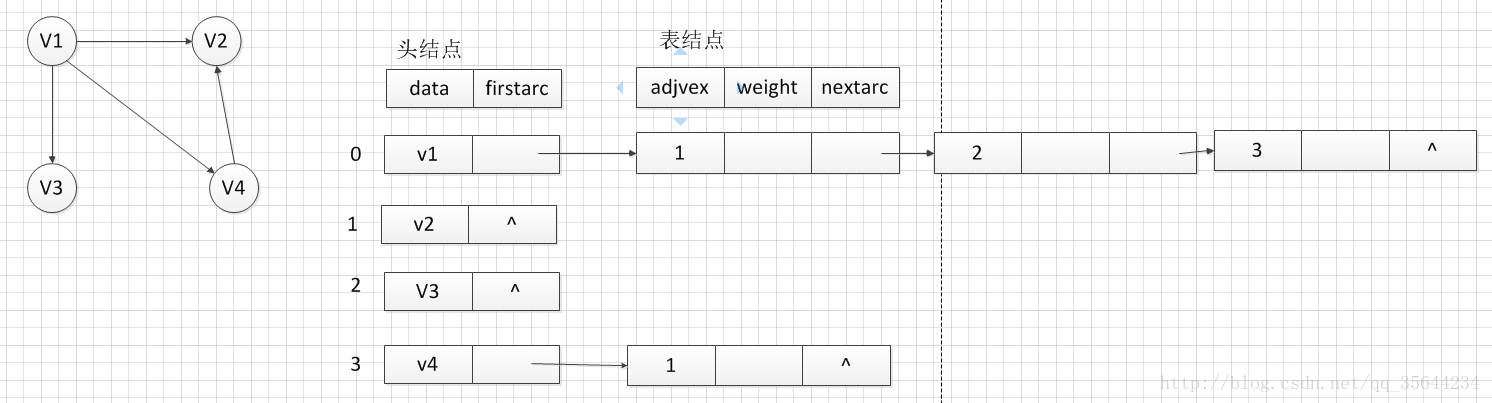 V1
V2
V3
V4
头结点
表结点
data firstarc
adjvex weight nextarc
0 v1 1 2 3 ^
1 v2 ^
2 V3 ^
3 v4 1 ^
http://blog.csdn.net/qq_35644234